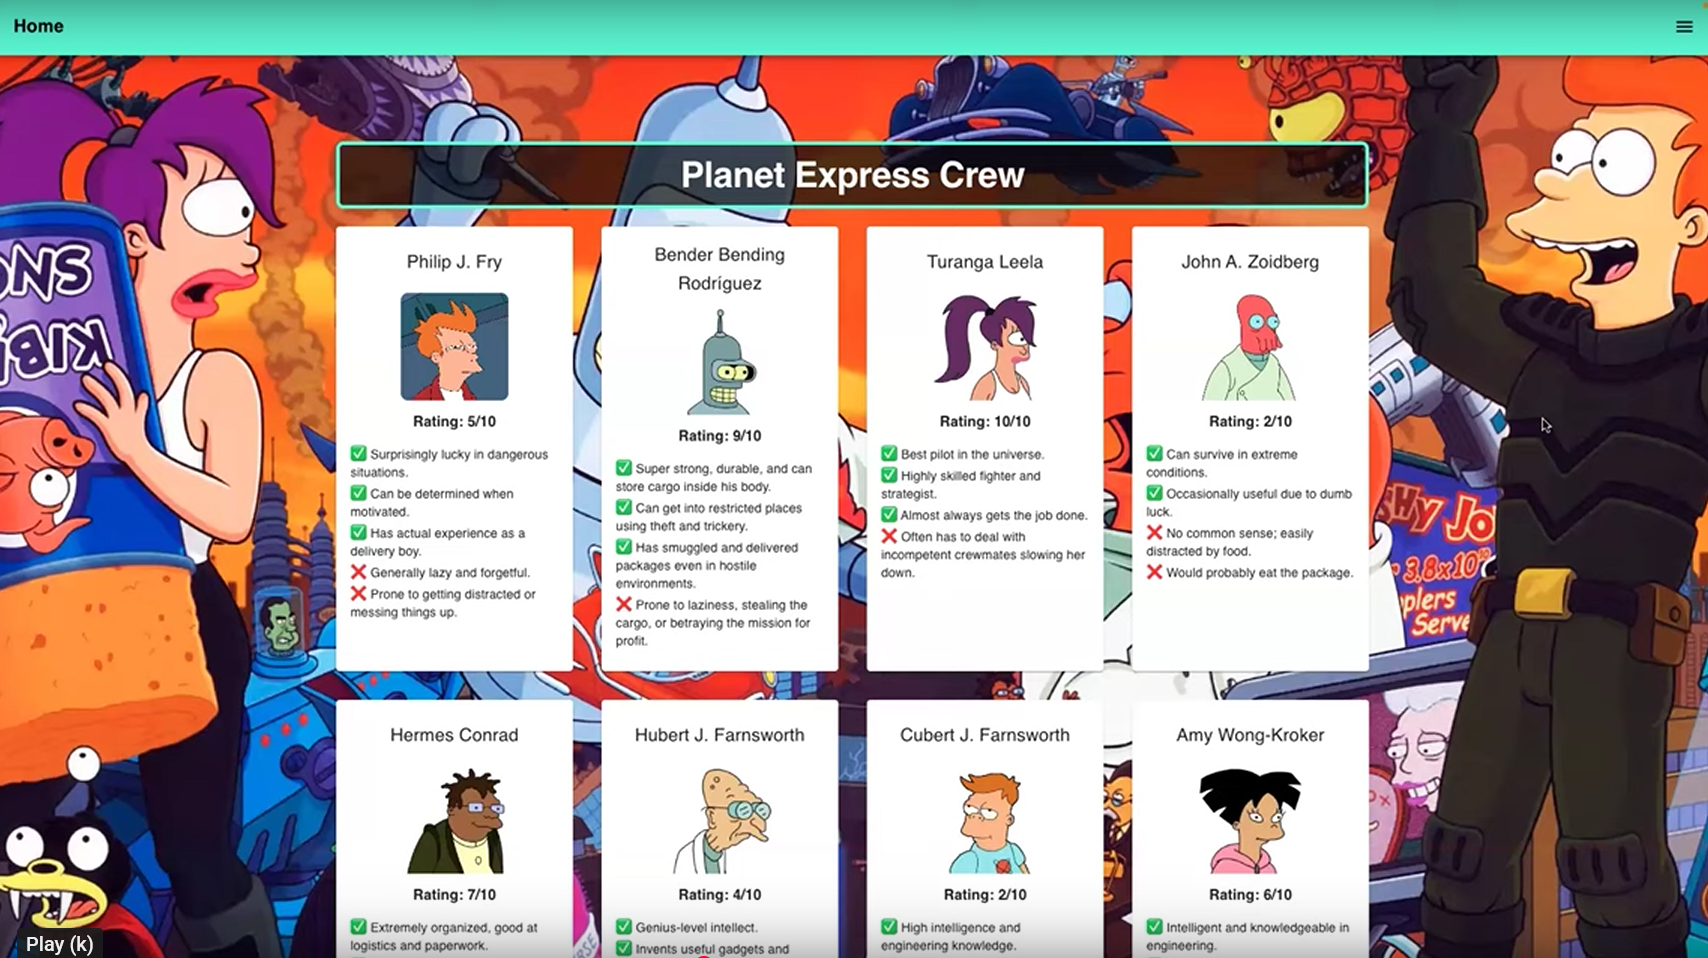 Home
Planet Express Crew
Philip J. Fry
Rating: 5/10
✅ Surprisingly lucky in dangerous
situations.
✅ Can be determined when
motivated.
✅ Has actual experience as a
delivery boy.
❌ Generally lazy and forgetful.
❌ Prone to getting distracted or
messing things up.
Bender Bending
Rodríguez
Rating: 9/10
✅ Super strong, durable, and can
store cargo inside his body.
✅ Can get into restricted places
using theft and trickery.
✅ Has smuggled and delivered
packages even in hostile
environments.
❌ Prone to laziness, stealing the
cargo, or betraying the mission for
profit.
Turanga Leela
Rating: 10/10
✅ Best pilot in the universe.
✅ Highly skilled fighter and
strategist.
✅ Almost always gets the job done.
❌ Often has to deal with
incompetent crewmates slowing her
down.
John A. Zoidberg
Rating: 2/10
✅ Can survive in extreme
conditions.
✅ Occasionally useful due to dumb
luck.
❌ No common sense; easily
distracted by food.
❌ Would probably eat the package.
Hermes Conrad
Rating: 7/10
✅ Extremely organized, good at
logistics and paperwork.
Hubert J. Farnsworth
Rating: 4/10
✅ Genius-level intellect.
✅ Invents useful gadgets and
Cubert J. Farnsworth
Rating: 2/10
✅ High intelligence and
engineering knowledge.
Amy Wong-Kroker
Rating: 6/10
✅ Intelligent and knowledgeable in
engineering.
Play (k)